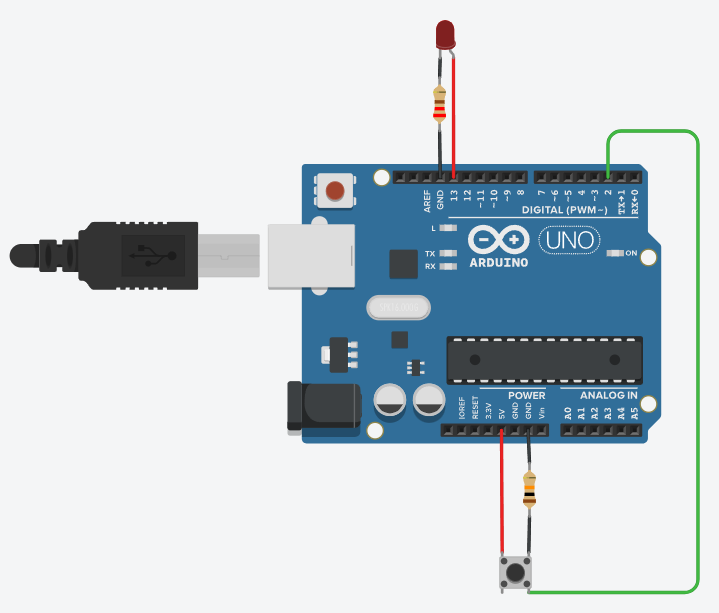 AREF
GND
13
12
~11
~10
~9
8
7
~6
~5
4
~3
2
TX→1
RX←0
DIGITAL (PWM~)
L
TX
RX
UNO
ARDUINO
ON
POWER
ANALOG IN
IOREF
RESET
3.3V
5V
GND
GND
Vin
A0
A1
A2
A3
A4
A5